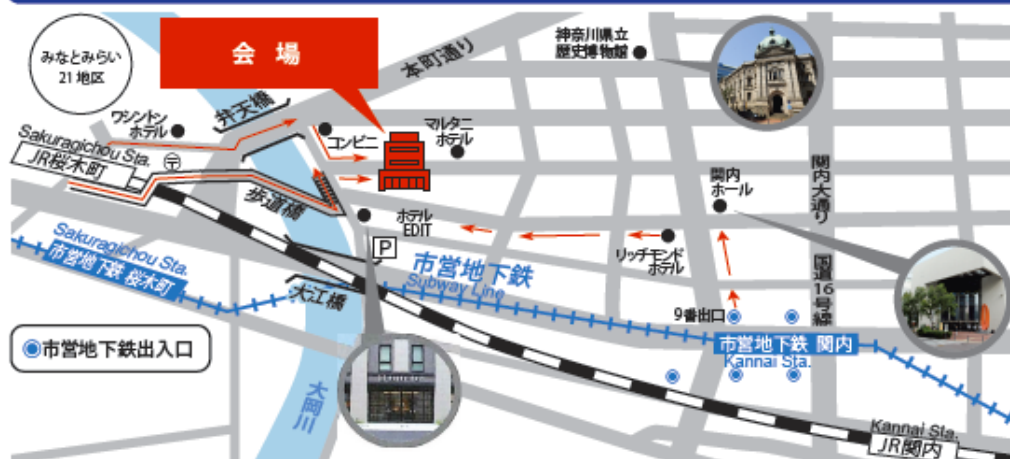 みなとみらい
21地区
会 場
本町通り
神奈川県立
歴史博物館
ワシントン
ホテル
弁天橋
コンビニ
マルタニ
ホテル
Sakuragichou Sta.
JR桜木町
〒
歩道橋
ホテル
EDIT
P
関内
ホール
関内大通り
リッチモンド
ホテル
Sakuragichou Sta.
市営地下鉄 桜木町
大江橋
市営地下鉄
Subway Line
国道16号線
9番出口
市営地下鉄 関内
Kannai Sta.
市営地下鉄出入口
大岡川
Kannai Sta.
JR関内